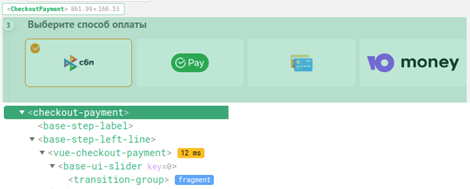 <CheckoutPayment> 861.99 × 160.53
3 Выберите способ оплаты
сбп Pay money
<checkout-payment>
<base-step-label>
<base-step-left-line>
<vue-checkout-payment> 12 ms
<base-ui-slider key=0>
<transition-group> fragment